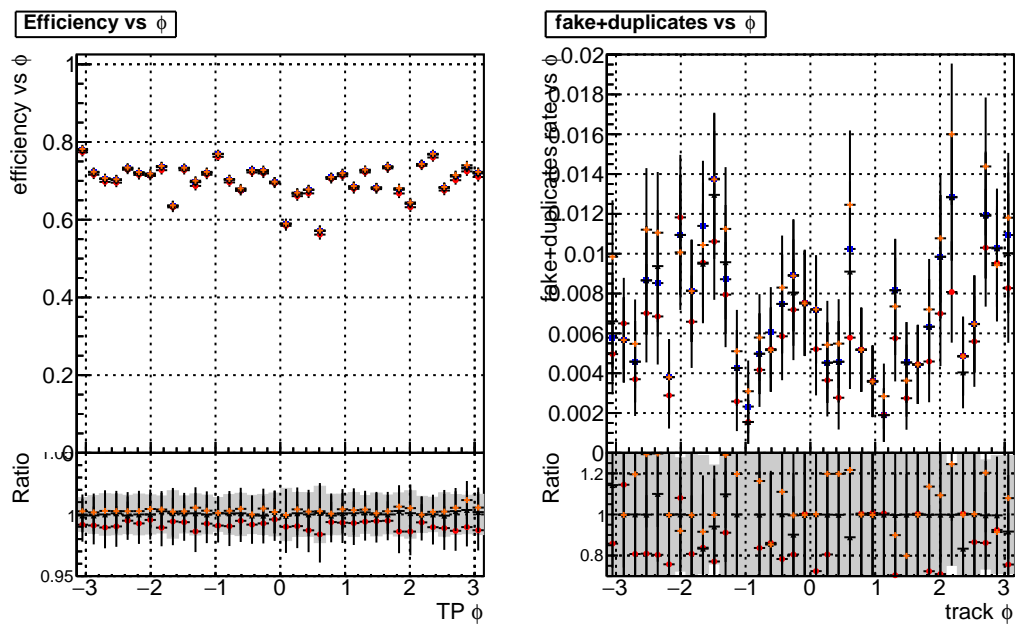 Efficiency vs ϕ
efficiency vs ϕ
1
0.8
0.6
0.4
0.2
0
Ratio
1.05
1
0.95
−3 −2 −1 0 1 2 3
TP ϕ
fake+duplicates vs ϕ
fake+duplicates rate vs ϕ
0.02
0.018
0.016
0.014
0.012
0.01
0.008
0.006
0.004
0.002
0
Ratio
1.2
1
0.8
−3 −2 −1 0 1 2 3
track ϕ